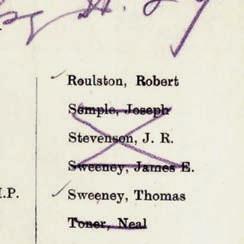 Roulston, Robert
Semple, Joseph
Stevenson, J. R.
Sweeney, James E.
I.P. Sweeney, Thomas
Toner, Neal